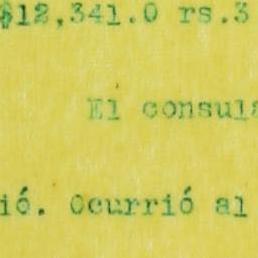 $12,341.0 rs.3
El consula
ió. Ocurrió al